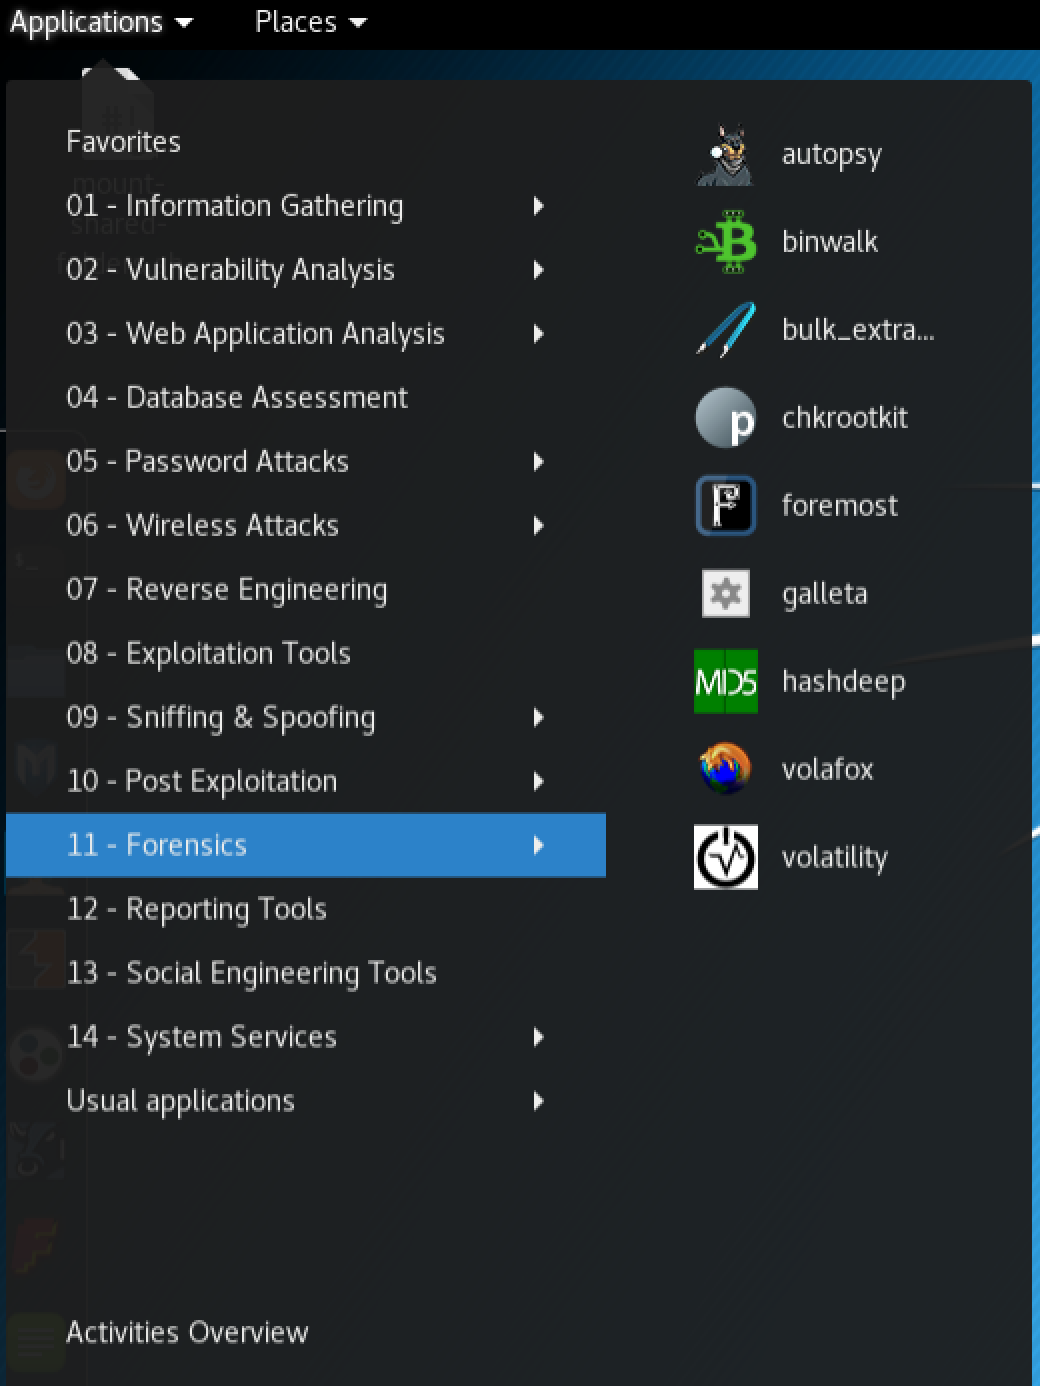 Applications Places
Favorites
01 - Information Gathering
02 - Vulnerability Analysis
03 - Web Application Analysis
04 - Database Assessment
05 - Password Attacks
06 - Wireless Attacks
07 - Reverse Engineering
08 - Exploitation Tools
09 - Sniffing & Spoofing
10 - Post Exploitation
11 - Forensics
12 - Reporting Tools
13 - Social Engineering Tools
14 - System Services
Usual applications
Activities Overview
autopsy
binwalk
bulk_extra...
chkrootkit
foremost
galleta
MD5 hashdeep
volafox
volatility
mount-
shared-